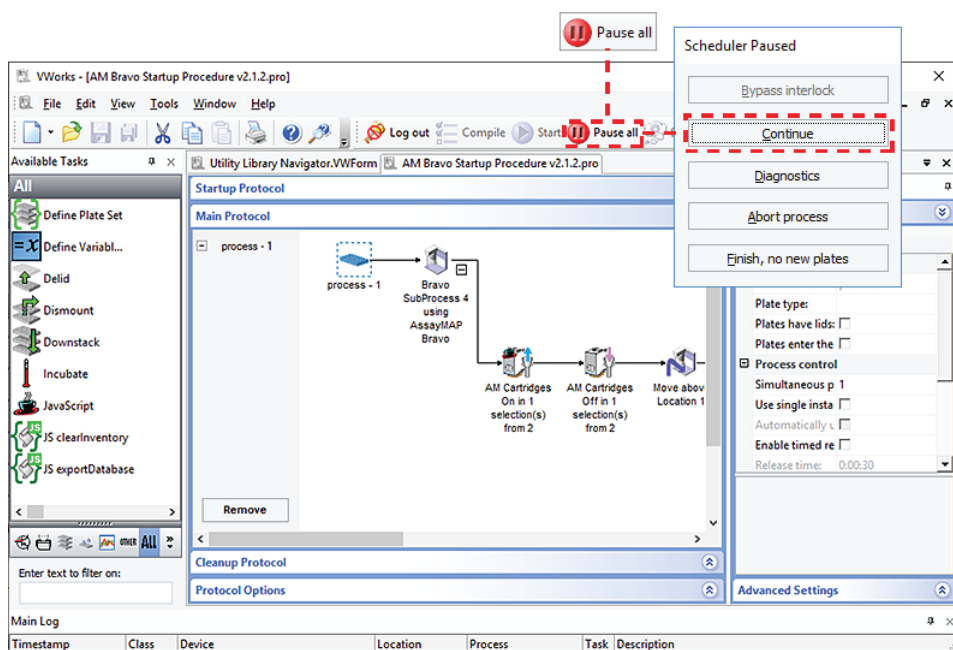 Pause all
Scheduler Paused
Bypass interlock
Continue
Diagnostics
Abort process
Finish, no new plates
VWorks - [AM Bravo Startup Procedure v2.1.2.pro]
File Edit View Tools Window Help
Log out Compile Start Pause all
Available Tasks
Utility Library Navigator.VWForm AM Bravo Startup Procedure v2.1.2.pro
All
Define Plate Set
=x Define Variabl...
Delid
Dismount
Downstack
Incubate
JavaScript
JS JS clearInventory
JS JS exportDatabase
OTHER All
Enter text to filter on:
Startup Protocol
Main Protocol
process - 1
process - 1
Bravo
SubProcess 4
using
AssayMAP
Bravo
AM Cartridges
On in 1
selection(s)
from 2
AM Cartridges
Off in 1
selection(s)
from 2
Move abov
Location 1
Remove
Cleanup Protocol
Protocol Options
Plate type:
Plates have lids:
Plates enter the
Process control
Simultaneous p 1
Use single insta
Automatically u
Enable timed re
Release time: 0:00:30
Advanced Settings
Main Log
Timestamp Class Device Location Process Task Description